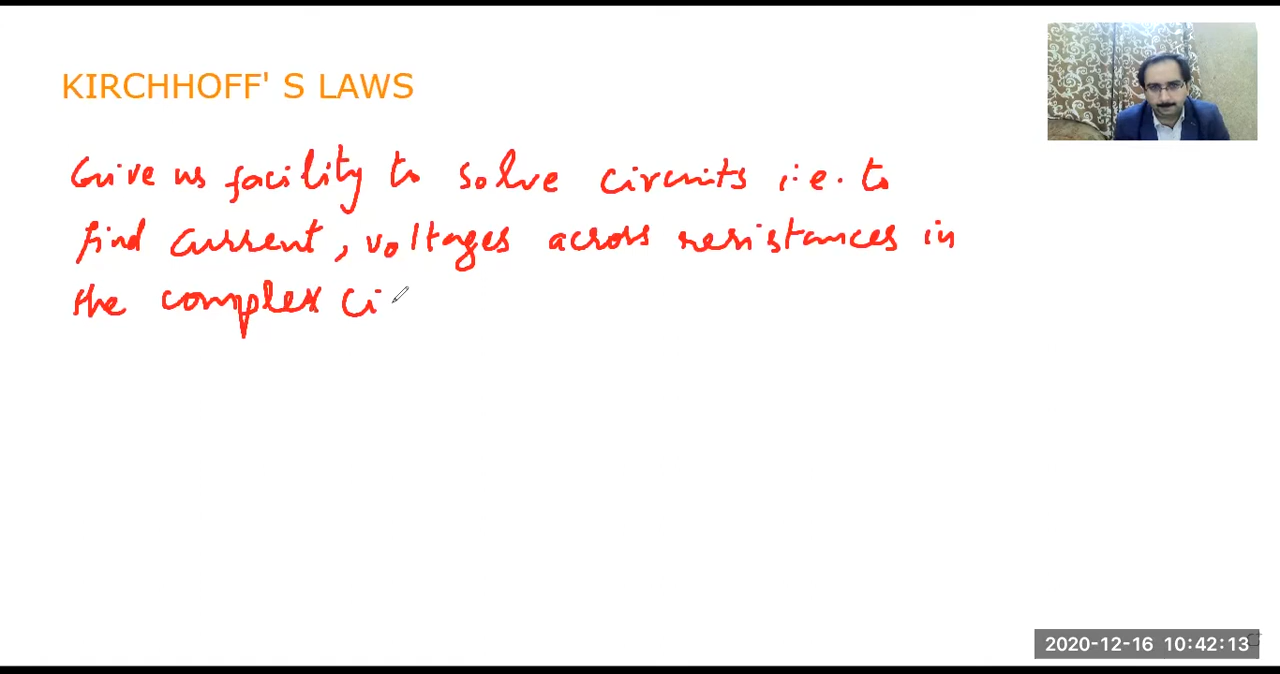 KIRCHHOFF' S LAWS
Give us facility to solve circuits i.e. to
find current, voltages across resistances in
the complex Ci
2020-12-16 10:42:13